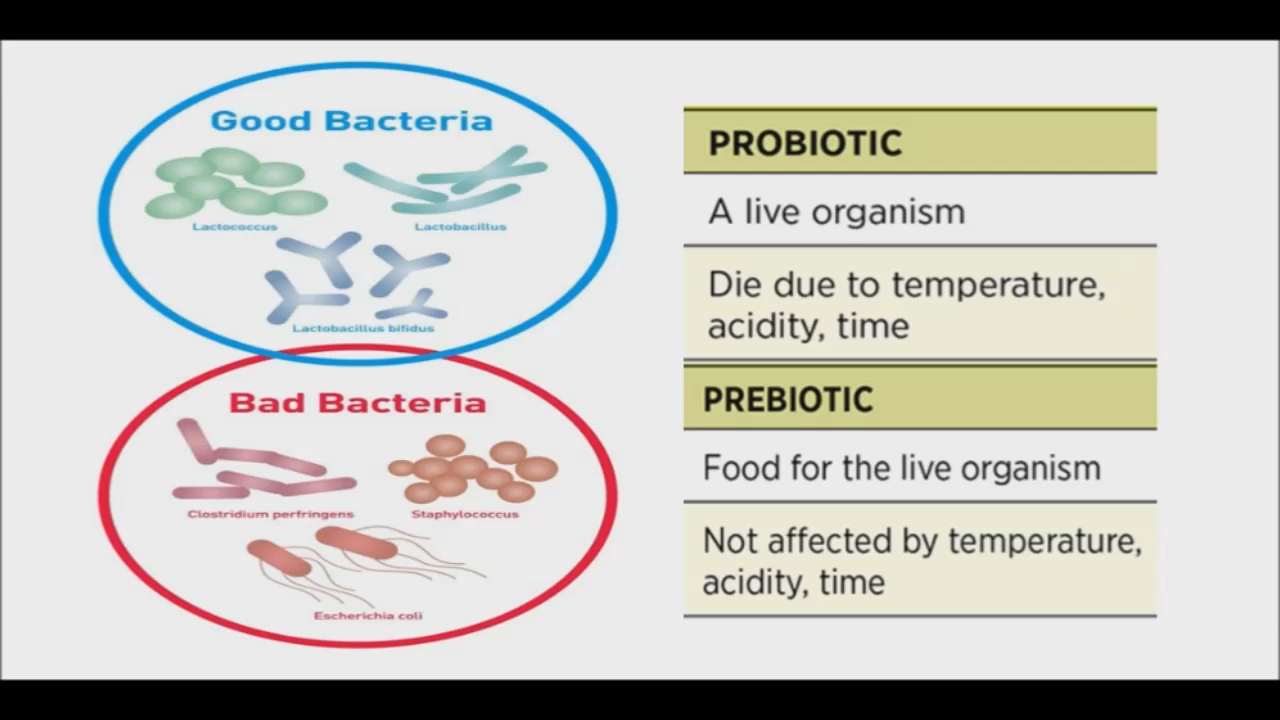 Good Bacteria
Lactococcus
Lactobacillus
Lactobacillus bifidus
Bad Bacteria
Clostridium perfringens
Staphylococcus
Escherichia coli
PROBIOTIC
A live organism
Die due to temperature,
acidity, time
PREBIOTIC
Food for the live organism
Not affected by temperature,
acidity, time